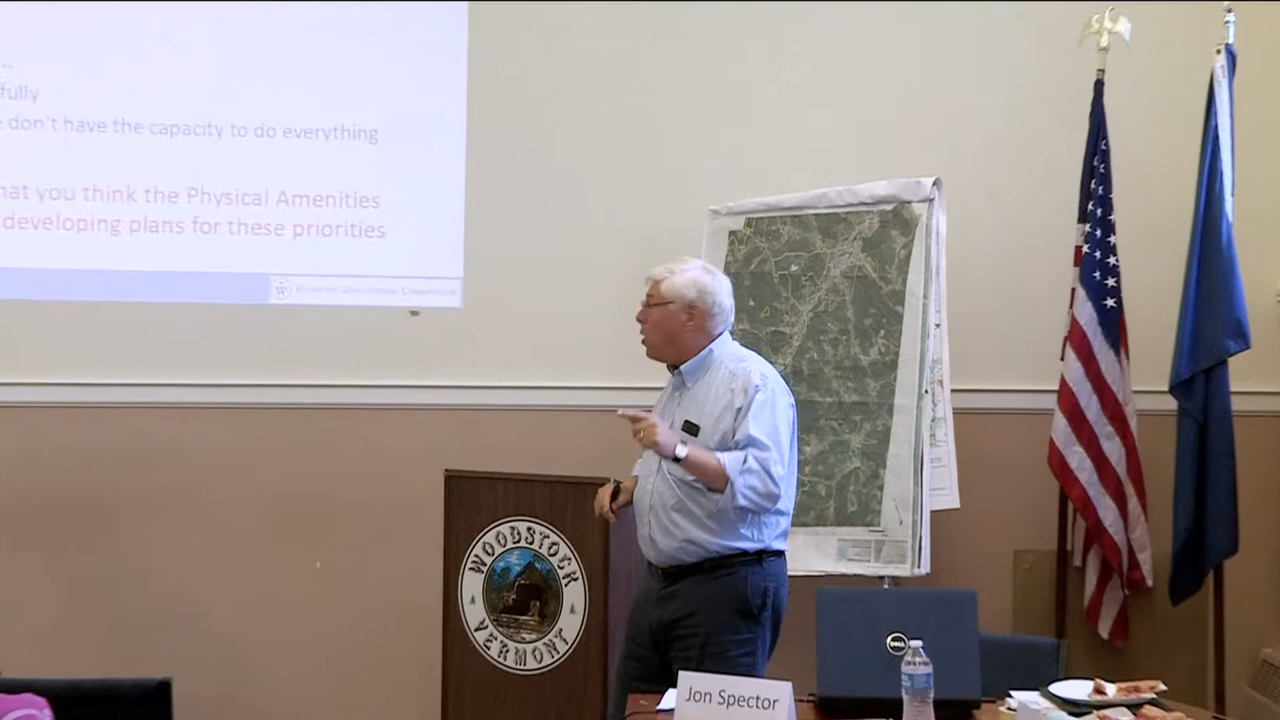 fully
don't have the capacity to do everything
hat you think the Physical Amenities
developing plans for these priorities
WOODSTOCK
VERMONT
DELL
Jon Spector